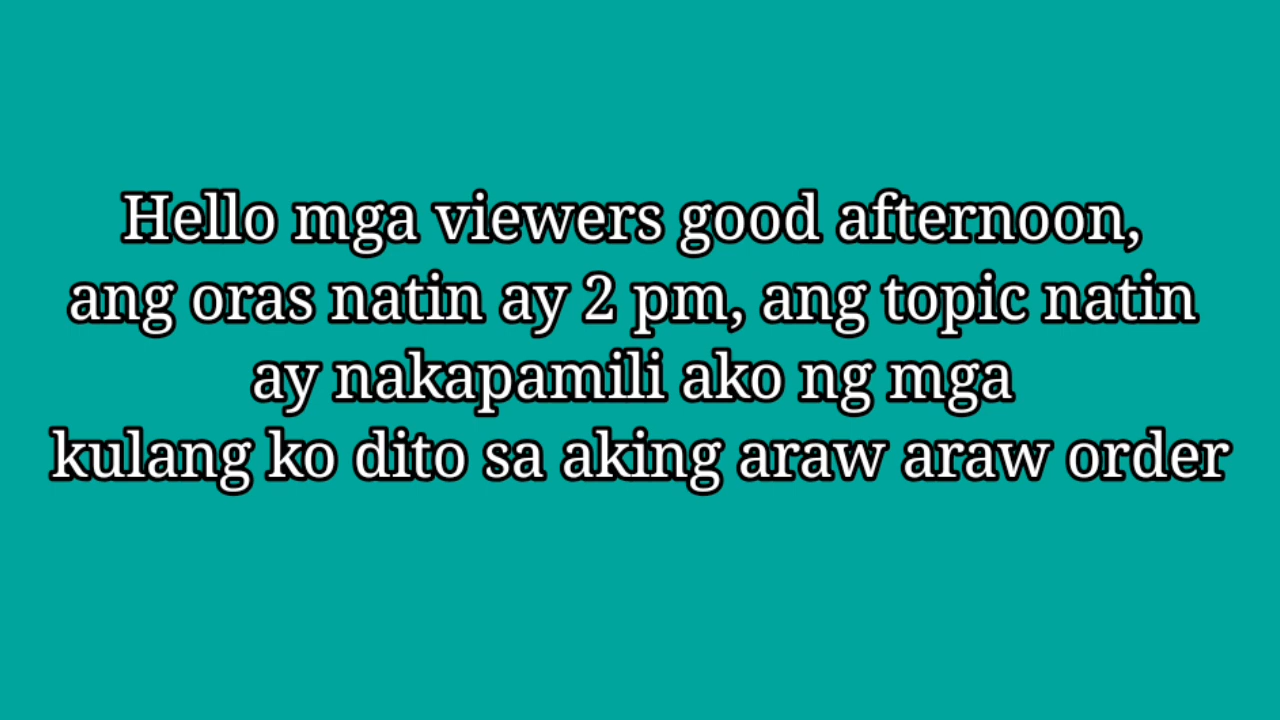 Hello mga viewers good afternoon,
ang oras natin ay 2 pm, ang topic natin
ay nakapamili ako ng mga
kulang ko dito sa aking araw araw order